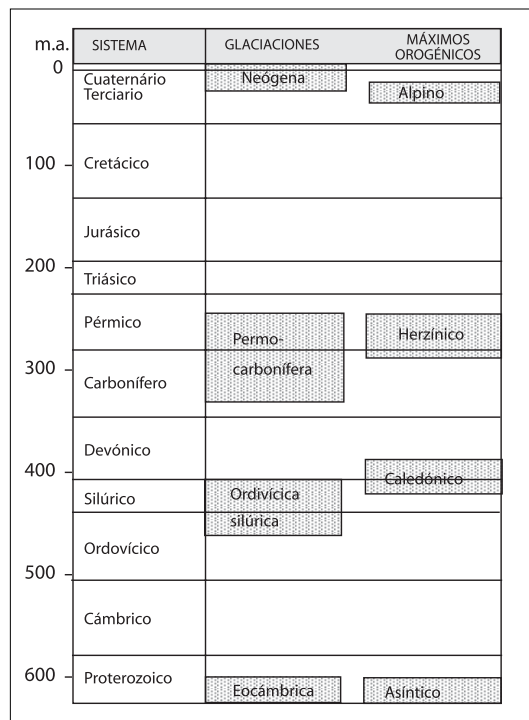 m.a. SISTEMA GLACIACIONES MÁXIMOS
OROGÉNICOS
0
Cuaternário Neógena
Terciario Alpino
100 Cretácico
Jurásico
200
Triásico
Pérmico Permo- Herzínico
300 Carbonífero carbonífera
Devónico
400 Caledónico
Silúrico Ordivícica
silúrica
Ordovícico
500
Cámbrico
600 Proterozoico Eocámbrica Asíntico